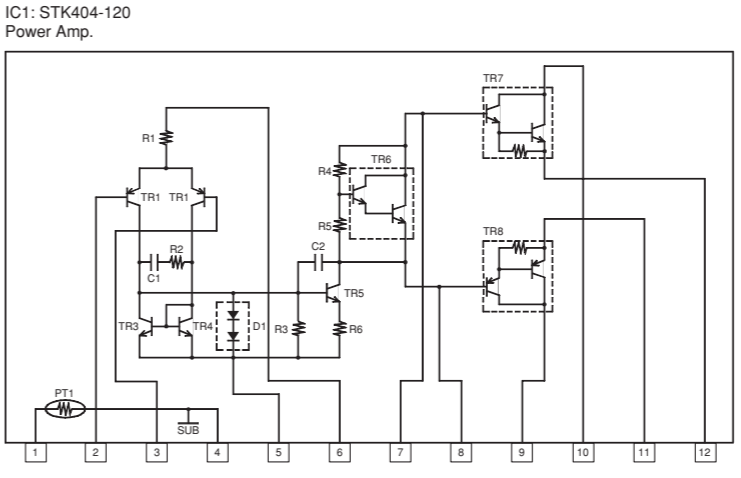 IC1: STK404-120
Power Amp.
TR7
R1
TR6
R4
TR1 TR1
R5
TR8
C2
R2
C1
TR5
TR3 TR4 D1 R3 R6
PT1
SUB
1 2 3 4 5 6 7 8 9 10 11 12